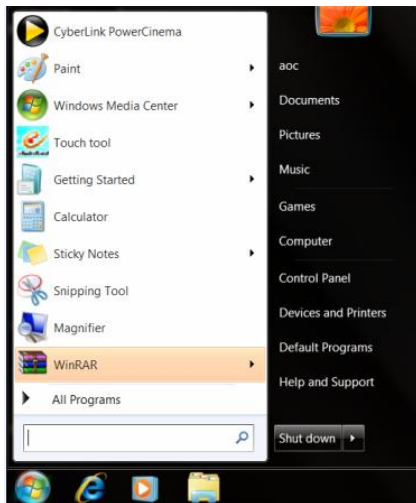 CyberLink PowerCinema
Paint
Windows Media Center
Touch tool
Getting Started
Calculator
Sticky Notes
Snipping Tool
Magnifier
WinRAR
All Programs
aoc
Documents
Pictures
Music
Games
Computer
Control Panel
Devices and Printers
Default Programs
Help and Support
Shut down